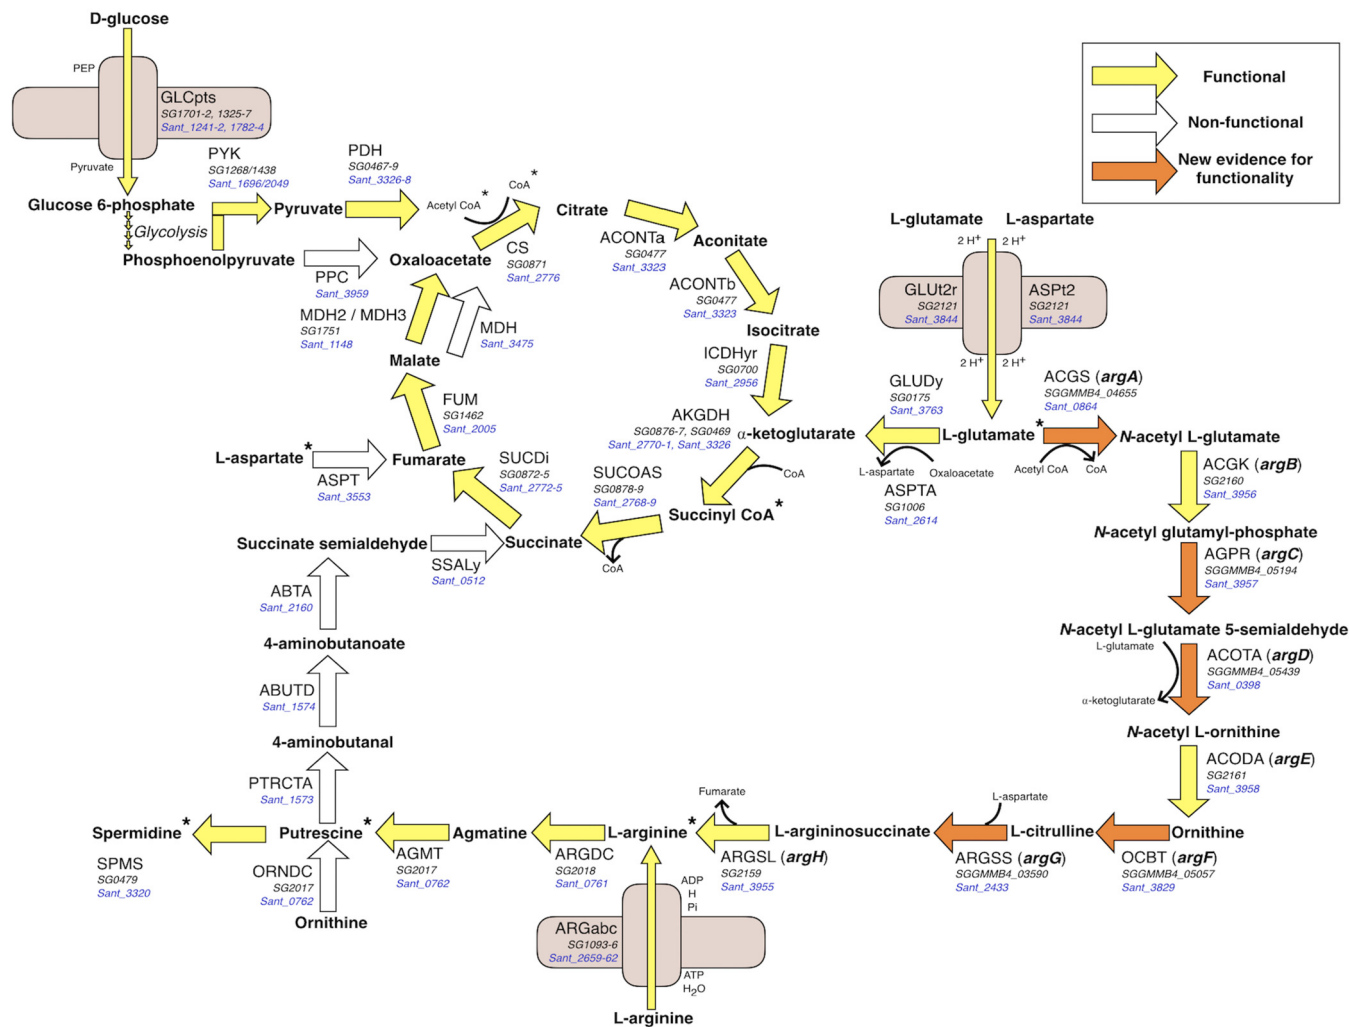 D-glucose
PEP
GLCpts
SG1701-2, 1325-7
Sant_1241-2, 1782-4
Pyruvate
Glucose 6-phosphate
Glycolysis
Phosphoenolpyruvate
PYK
SG1268/1438
Sant_1696/2049
Pyruvate
PDH
SG0467-9
Sant_3326-8
Acetyl CoA*
CoA*
PPC
Sant_3959
Oxaloacetate
CS
SG0871
Sant_2776
Citrate
ACONTa
SG0477
Sant_3323
Aconitate
ACONTb
SG0477
Sant_3323
Isocitrate
ICDHyr
SG0700
Sant_2956
AKGDH
SG0876-7, SG0469
Sant_2770-1, Sant_3326
α-ketoglutarate
CoA
Succinyl CoA*
SUCOAS
SG0878-9
Sant_2768-9
CoA
Succinate
SUCDi
SG0872-5
Sant_2772-5
Fumarate
FUM
SG1462
Sant_2005
Malate
MDH2 / MDH3
SG1751
Sant_1148
MDH
Sant_3475
L-aspartate*
ASPT
Sant_3553
Succinate semialdehyde
SSALy
Sant_0512
ABTA
Sant_2160
4-aminobutanoate
ABUTD
Sant_1574
4-aminobutanal
PTRCTA
Sant_1573
Spermidine*
SPMS
SG0479
Sant_3320
Putrescine*
ORNDC
SG2017
Sant_0762
Ornithine
AGMT
SG2017
Sant_0762
Agmatine
ARGDC
SG2018
Sant_0761
L-arginine*
ADP
H
Pi
ARGabc
SG1093-6
Sant_2659-62
ATP
H2O
L-arginine
Fumarate
ARGSL (argH)
SG2159
Sant_3955
L-argininosuccinate
L-aspartate
ARGSS (argG)
SGGMMB4_03590
Sant_2433
L-citrulline
OCBT (argF)
SGGMMB4_05057
Sant_3829
Ornithine
ACODA (argE)
SG2161
Sant_3958
N-acetyl L-ornithine
ACOTA (argD)
SGGMMB4_05439
Sant_0398
L-glutamate
α-ketoglutarate
N-acetyl L-glutamate 5-semialdehyde
AGPR (argC)
SGGMMB4_05194
Sant_3957
N-acetyl glutamyl-phosphate
ACGK (argB)
SG2160
Sant_3956
N-acetyl L-glutamate
ACGS (argA)
SGGMMB4_04655
Sant_0864
Acetyl CoA
CoA
L-glutamate*
GLUDy
SG0175
Sant_3763
L-aspartate
Oxaloacetate
ASPTA
SG1006
Sant_2614
L-glutamate
L-aspartate
2 H+
2 H+
GLUt2r
SG2121
Sant_3844
ASPt2
SG2121
Sant_3844
2 H+
2 H+
Functional
Non-functional
New evidence for
functionality